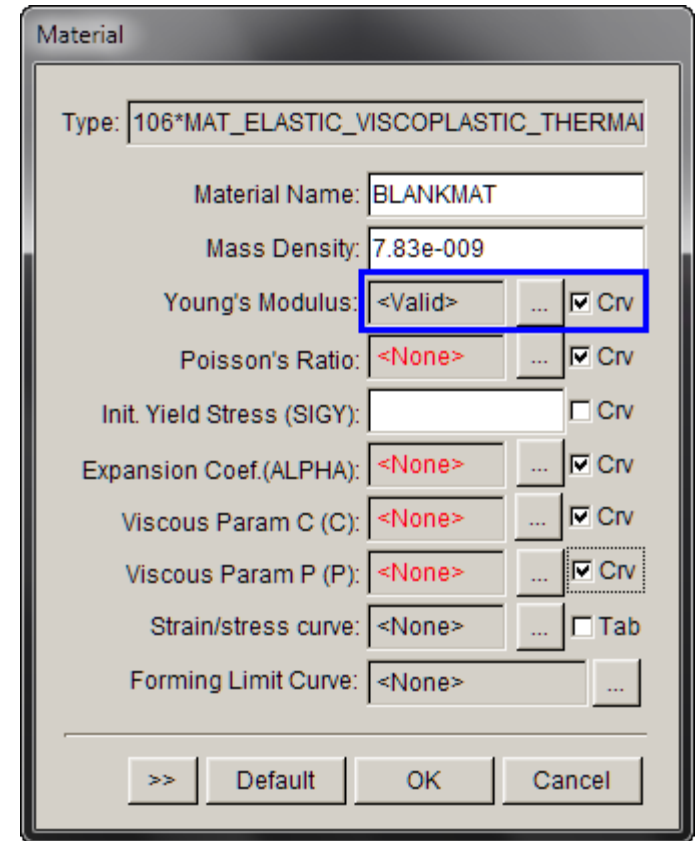 Material
Type: 106*MAT_ELASTIC_VISCOPLASTIC_THERMAL
Material Name: BLANKMAT
Mass Density: 7.83e-009
Young's Modulus: <Valid> ... Crv
Poisson's Ratio: <None> ... Crv
Init. Yield Stress (SIGY): Crv
Expansion Coef.(ALPHA): <None> ... Crv
Viscous Param C (C): <None> ... Crv
Viscous Param P (P): <None> ... Crv
Strain/stress curve: <None> ... Tab
Forming Limit Curve: <None> ...
>> Default OK Cancel